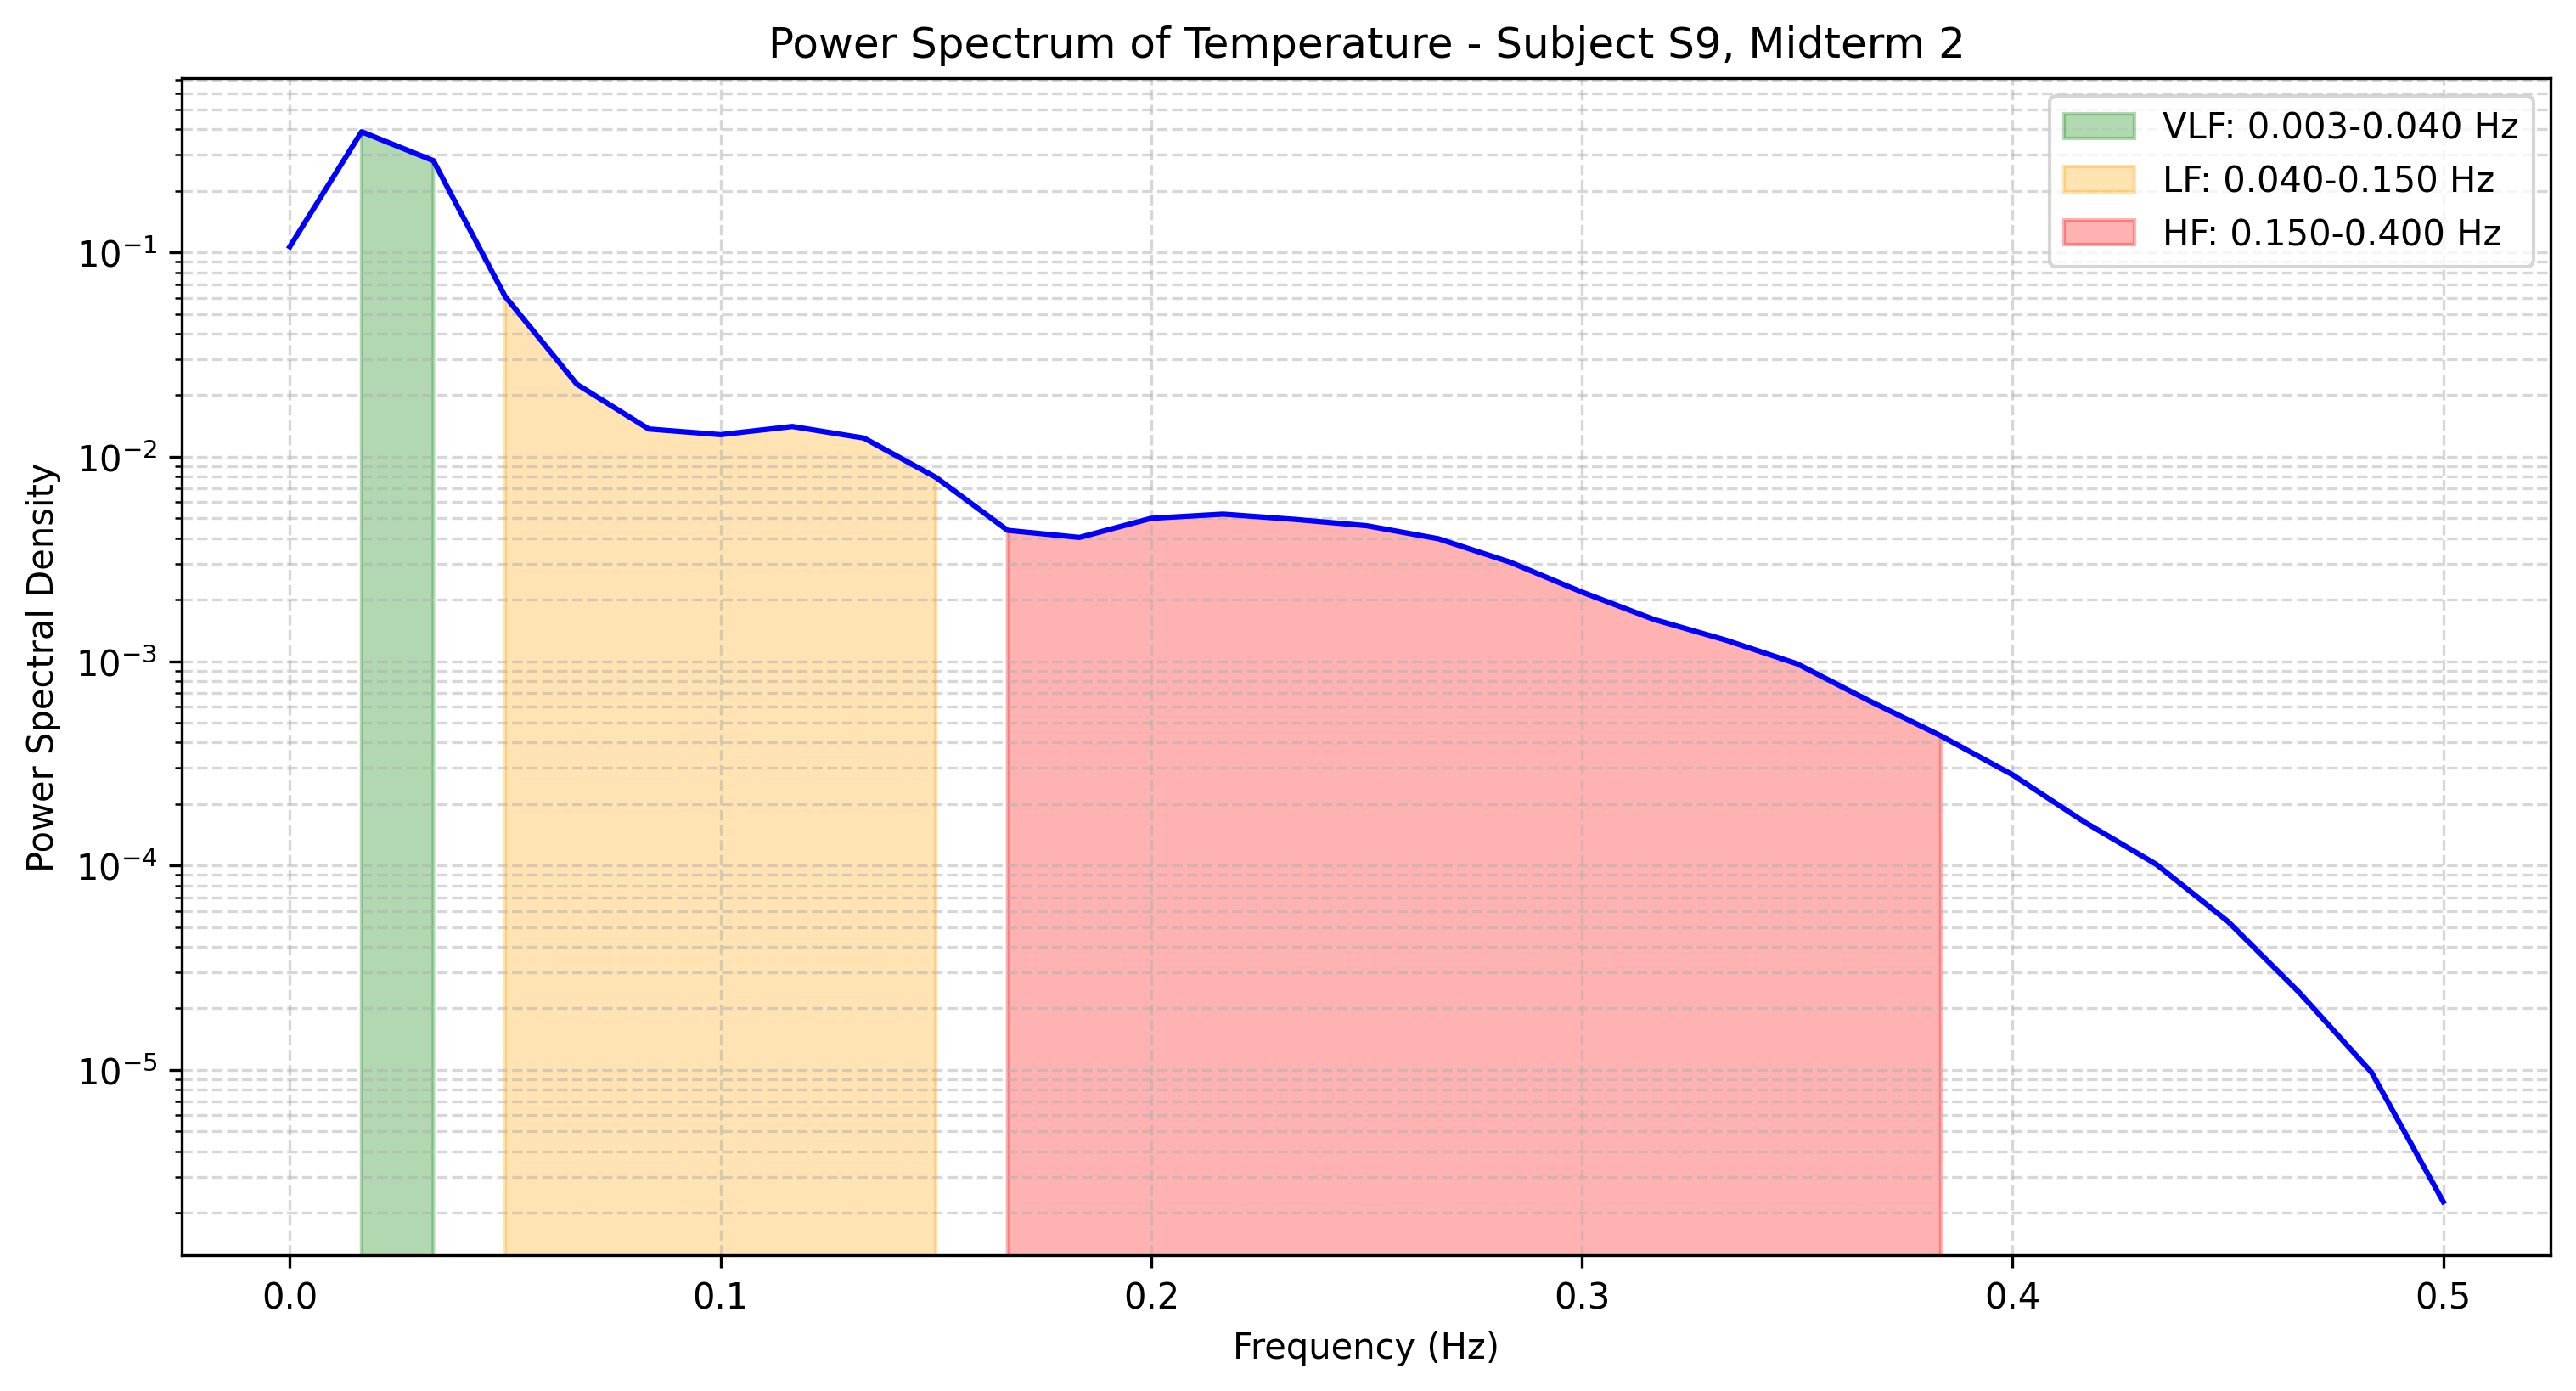 Power Spectrum of Temperature - Subject S9, Midterm 2
VLF: 0.003-0.040 Hz
LF: 0.040-0.150 Hz
HF: 0.150-0.400 Hz
Power Spectral Density
10⁻¹
10⁻²
10⁻³
10⁻⁴
10⁻⁵
0.0 0.1 0.2 0.3 0.4 0.5
Frequency (Hz)